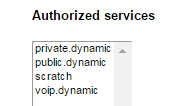 Authorized services
private.dynamic
public.dynamic
scratch
voip.dynamic